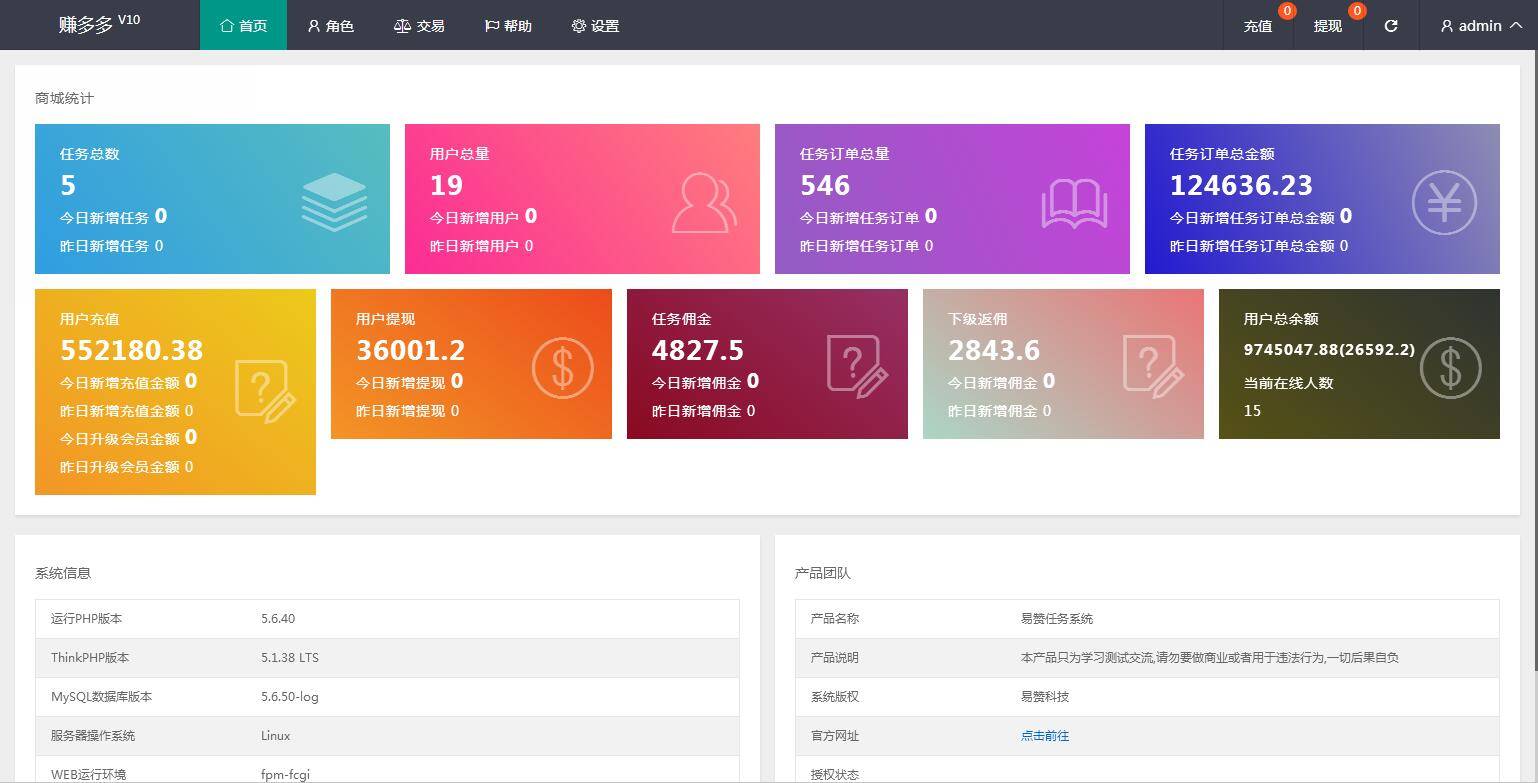 赚多多 V10 首页 角色 交易 帮助 设置 充值 0 提现 0 admin
商城统计
任务总数 用户总量 任务订单总量 任务订单总金额
5 19 546 124636.23
今日新增任务 0 今日新增用户 0 今日新增任务订单 0 今日新增任务订单总金额 0
昨日新增任务 0 昨日新增用户 0 昨日新增任务订单 0 昨日新增任务订单总金额 0
用户充值 用户提现 任务佣金 下级返佣 用户总余额
552180.38 36001.2 4827.5 2843.6 9745047.88(26592.2)
今日新增充值金额 0 今日新增提现 0 今日新增佣金 0 今日新增佣金 0 当前在线人数
昨日新增充值金额 0 昨日新增提现 0 昨日新增佣金 0 昨日新增佣金 0 15
今日升级会员金额 0
昨日升级会员金额 0
系统信息
运行PHP版本 5.6.40
ThinkPHP版本 5.1.38 LTS
MySQL数据库版本 5.6.50-log
服务器操作系统 Linux
WEB运行环境 fpm-fcgi
产品团队
产品名称 易赞任务系统
产品说明 本产品只为学习测试交流,请勿要做商业或者用于违法行为,一切后果自负
系统版权 易赞科技
官方网址 点击前往
授权状态